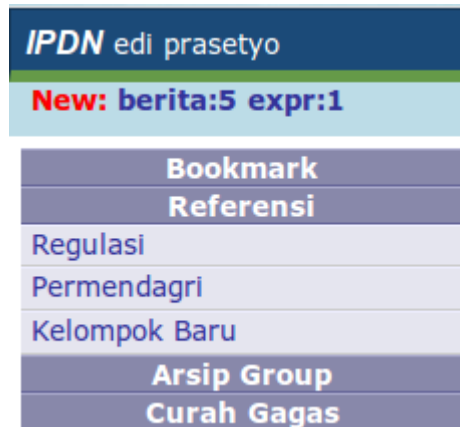 IPDN edi prasetyo
New: berita:5 expr:1
Bookmark
Referensi
Regulasi
Permendagri
Kelompok Baru
Arsip Group
Curah Gagas